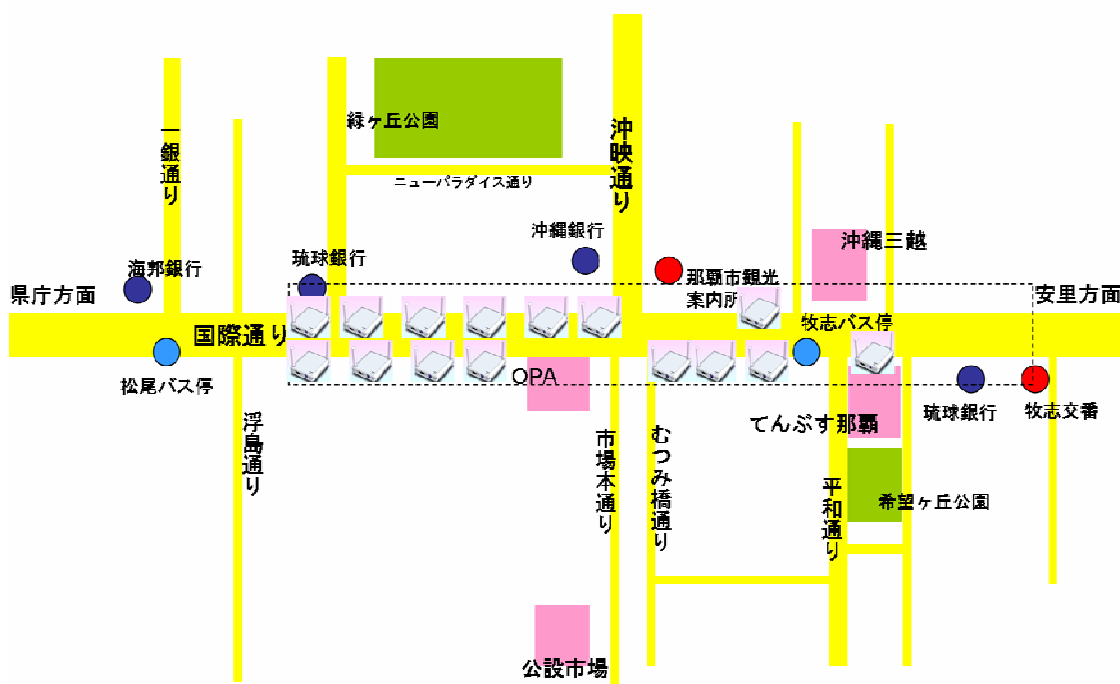 一銀通り
緑ヶ丘公園
沖映通り
ニューパラダイス通り
沖縄銀行
沖縄三越
琉球銀行
海邦銀行
那覇市観光
案内所
県庁方面
安里方面
国際通り
牧志バス停
松尾バス停
OPA
てんぶす那覇
琉球銀行
牧志交番
浮島通り
市場本通り
むつみ橋通り
平和通り
希望ヶ丘公園
公設市場